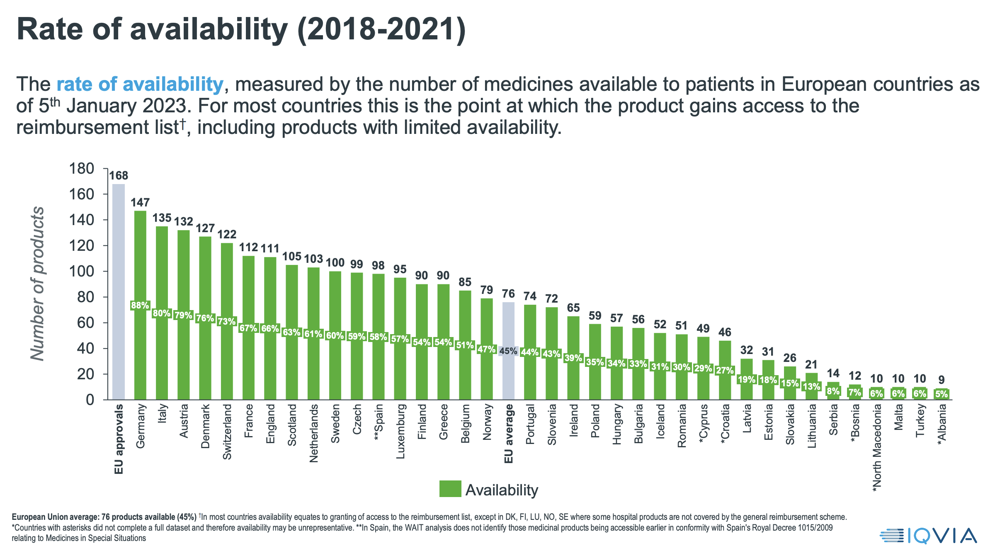 Rate of availability (2018-2021)
The rate of availability, measured by the number of medicines available to patients in European countries as
of 5th January 2023. For most countries this is the point at which the product gains access to the
reimbursement list†, including products with limited availability.
Number of products
180
160
140
120
100
80
60
40
20
0
168
147
135
132
127
122
112
111
105
103
100
99
98
95
90
90
85
79
76
74
72
65
59
57
56
52
51
49
46
32
31
26
21
14
12
10
10
10
9
88%
80%
79%
76%
73%
67%
66%
63%
61%
60%
59%
58%
57%
54%
54%
51%
47%
45%
44%
43%
39%
35%
34%
33%
31%
30%
29%
27%
19%
18%
15%
13%
8%
7%
6%
6%
6%
5%
EU approvals
Germany
Italy
Austria
Denmark
Switzerland
France
England
Scotland
Netherlands
Sweden
Czech
**Spain
Luxemburg
Finland
Greece
Belgium
Norway
EU average
Portugal
Slovenia
Ireland
Poland
Hungary
Bulgaria
Iceland
Romania
*Cyprus
*Croatia
Latvia
Estonia
Slovakia
Lithuania
Serbia
*Bosnia
*North Macedonia
Malta
Turkey
*Albania
Availability
European Union average: 76 products available (45%) †In most countries availability equates to granting of access to the reimbursement list, except in DK, FI, LU, NO, SE where some hospital products are not covered by the general reimbursement scheme.
*Countries with asterisks did not complete a full dataset and therefore availability may be unrepresentative. **In Spain, the WAIT analysis does not identify those medicinal products being accessible earlier in conformity with Spain's Royal Decree 1015/2009
relating to Medicines in Special Situations
IQVIA